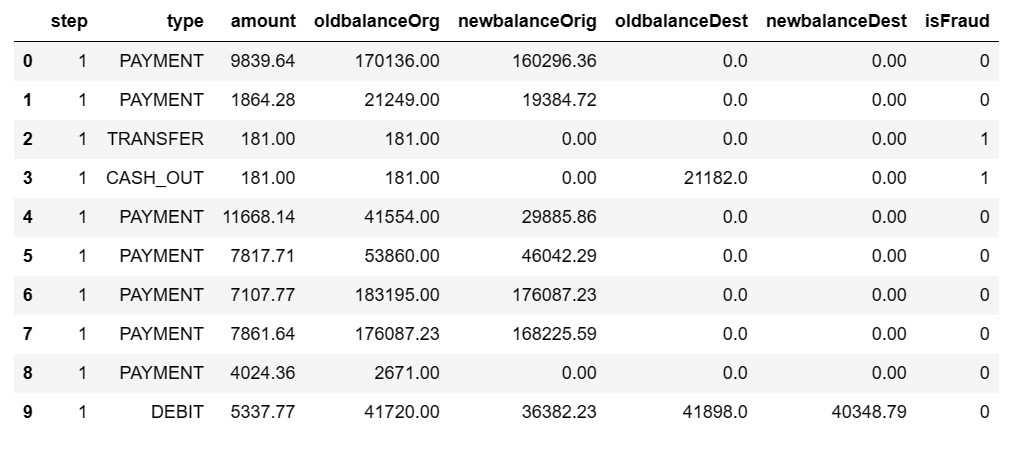 step type amount oldbalanceOrg newbalanceOrig oldbalanceDest newbalanceDest isFraud
0 1 PAYMENT 9839.64 170136.00 160296.36 0.0 0.00 0
1 1 PAYMENT 1864.28 21249.00 19384.72 0.0 0.00 0
2 1 TRANSFER 181.00 181.00 0.00 0.0 0.00 1
3 1 CASH_OUT 181.00 181.00 0.00 21182.0 0.00 1
4 1 PAYMENT 11668.14 41554.00 29885.86 0.0 0.00 0
5 1 PAYMENT 7817.71 53860.00 46042.29 0.0 0.00 0
6 1 PAYMENT 7107.77 183195.00 176087.23 0.0 0.00 0
7 1 PAYMENT 7861.64 176087.23 168225.59 0.0 0.00 0
8 1 PAYMENT 4024.36 2671.00 0.00 0.0 0.00 0
9 1 DEBIT 5337.77 41720.00 36382.23 41898.0 40348.79 0